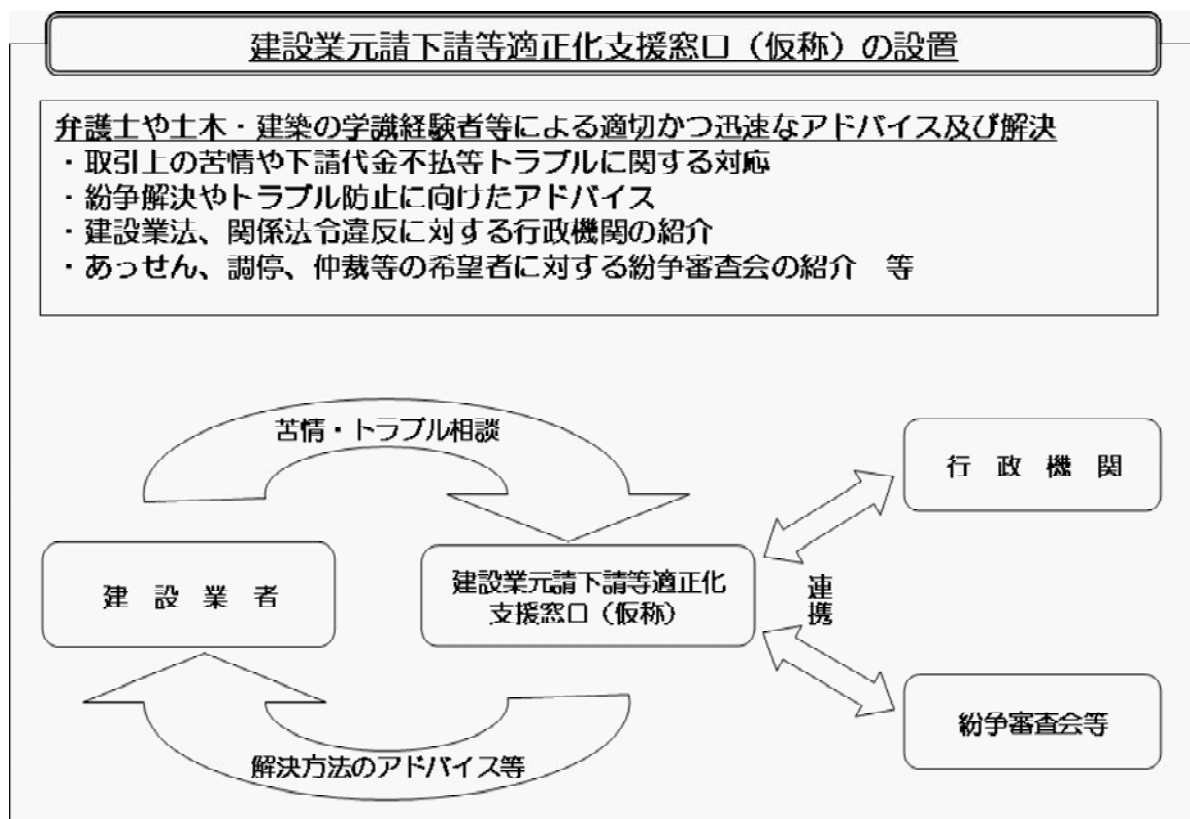 建設業元請下請等適正化支援窓口（仮称）の設置
弁護士や土木・建築の学識経験者等による適切かつ迅速なアドバイス及び解決
・取引上の苦情や下請代金不払等トラブルに関する対応
・紛争解決やトラブル防止に向けたアドバイス
・建設業法、関係法令違反に対する行政機関の紹介
・あっせん、調停、仲裁等の希望者に対する紛争審査会の紹介　等
苦情・トラブル相談
行　政　機　関
建　設　業　者
建設業元請下請等適正化
支援窓口（仮称）
連
携
紛争審査会等
解決方法のアドバイス等